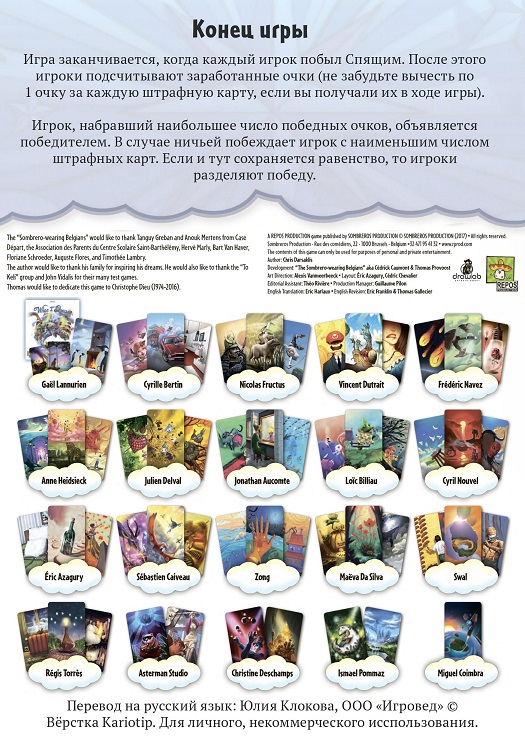 Конец игры
Игра заканчивается, когда каждый игрок побыл Спящим. После этого
игроки подсчитывают заработанные очки (не забудьте вычесть по
1 очку за каждую штрафную карту, если вы получали их в ходе игры).
Игрок, набравший наибольшее число победных очков, объявляется
победителем. В случае ничьей побеждает игрок с наименьшим числом
штрафных карт. Если и тут сохраняется равенство, то игроки
разделяют победу.
The "Sombrero-wearing Belgians" would like to thank Tanguy Greban and Anouk Mertens from Case
Départ, the Association des Parents du Centre Scolaire Saint-Barthélémy, Hervé Marly, Bart Van Haver,
Floriane Schroeder, Auguste Flores, and Timothée Lambry.
The author would like to thank his family for inspiring his dreams. He would also like to thank the "To
Keli" group and John Vidalis for their many test games.
Thomas would like to dedicate this game to Christophe Dieu (1974-2016).
A REPOS PRODUCTION game published by SOMBREROS PRODUCTION © SOMBREROS PRODUCTION (2017) • All rights reserved.
Sombreros Production - Rue des comédiens, 22 - 1000 Brussels - Belgium +32 471 95 41 32 • www.rprod.com
The contents of this game can only be used for purposes of personal and private entertainment.
Author: Chris Darsaklis
Development: "The Sombrero-wearing Belgians" aka Cédrick Caumont & Thomas Provoost
Art Direction: Alexis Vanmeerbeeck • Layout: Éric Azagury, Cédric Chevalier
Editorial Assistant: Théo Rivière • Production Manager: Guillaume Pilon
English Translation: Eric Harlaux • English Revision: Eric Franklin & Thomas Gallecier
drawlab
REPOS
When I Dream
Gaël Lannurien
Cyrille Bertin
Nicolas Fructus
Vincent Dutrait
Frédéric Navez
Anne Heidsieck
Julien Delval
Jonathan Aucomte
Loïc Billiau
Cyril Nouvel
Éric Azagury
Sébastien Caiveau
Zong
Maëva Da Silva
Swal
Régis Torrès
Asterman Studio
Christine Deschamps
Ismael Pommaz
Miguel Coimbra
Перевод на русский язык: Юлия Клокова, ООО «Игровед» ©
Вёрстка Kariotip. Для личного, некоммерческого исспользования.